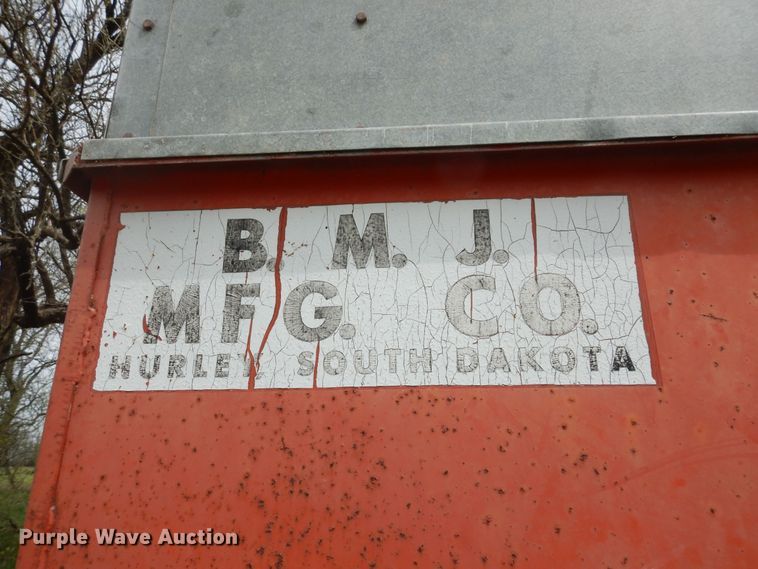 B. M. J.
MFG. CO.
HURLEY SOUTH DAKOTA
Purple Wave Auction